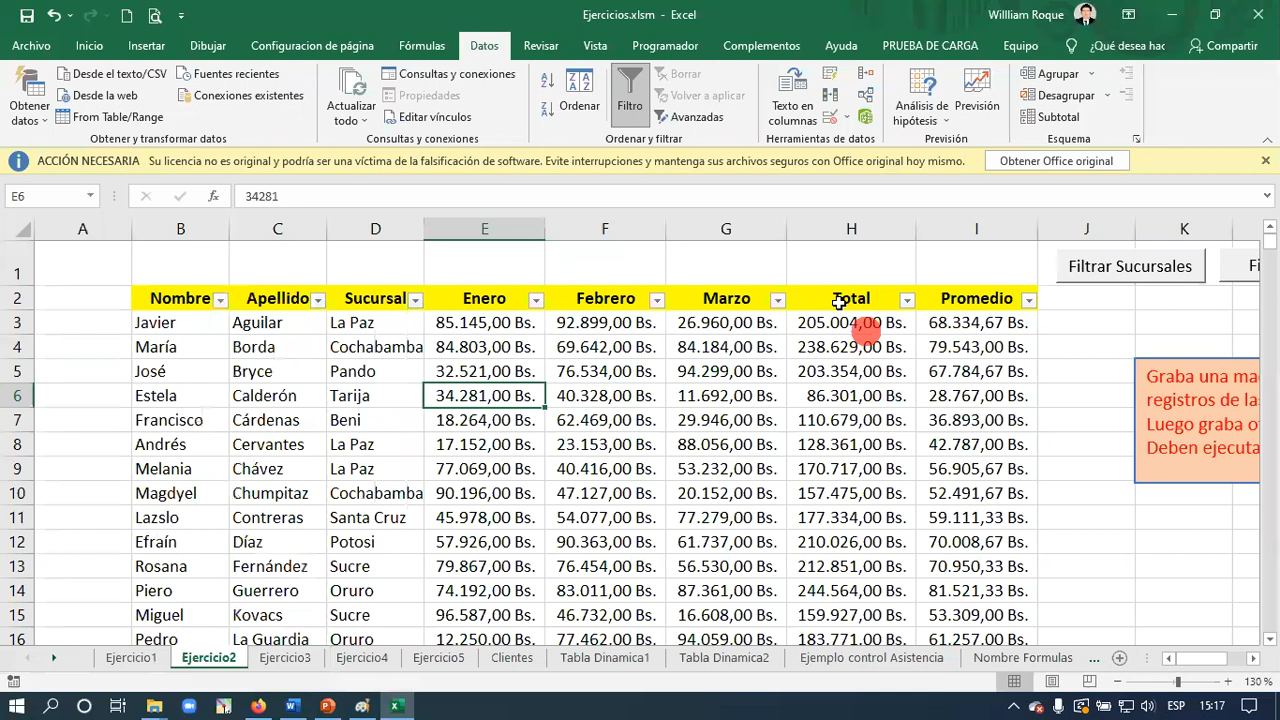 Ejercicios.xlsm - Excel
Willliam Roque
Archivo Inicio Insertar Dibujar Configuracion de página Fórmulas Datos Revisar Vista Programador Complementos Ayuda PRUEBA DE CARGA Equipo ¿Qué desea hac Compartir
Obtener datos
Desde el texto/CSV
Desde la web
From Table/Range
Fuentes recientes
Conexiones existentes
Obtener y transformar datos
Actualizar todo
Consultas y conexiones
Propiedades
Editar vínculos
Consultas y conexiones
Ordenar
Filtro
Borrar
Volver a aplicar
Avanzadas
Ordenar y filtrar
Texto en columnas
Herramientas de datos
Análisis de hipótesis
Previsión
Previsión
Agrupar
Desagrupar
Subtotal
Esquema
ACCIÓN NECESARIA Su licencia no es original y podría ser una víctima de la falsificación de software. Evite interrupciones y mantenga sus archivos seguros con Office original hoy mismo. Obtener Office original
E6 fx 34281
A B C D E F G H I J K
1 Filtrar Sucursales Fi
2 Nombre Apellido Sucursal Enero Febrero Marzo Total Promedio
3 Javier Aguilar La Paz 85.145,00 Bs. 92.899,00 Bs. 26.960,00 Bs. 205.004,00 Bs. 68.334,67 Bs.
4 María Borda Cochabamba 84.803,00 Bs. 69.642,00 Bs. 84.184,00 Bs. 238.629,00 Bs. 79.543,00 Bs.
5 José Bryce Pando 32.521,00 Bs. 76.534,00 Bs. 94.299,00 Bs. 203.354,00 Bs. 67.784,67 Bs.
6 Estela Calderón Tarija 34.281,00 Bs. 40.328,00 Bs. 11.692,00 Bs. 86.301,00 Bs. 28.767,00 Bs.
7 Francisco Cárdenas Beni 18.264,00 Bs. 62.469,00 Bs. 29.946,00 Bs. 110.679,00 Bs. 36.893,00 Bs.
8 Andrés Cervantes La Paz 17.152,00 Bs. 23.153,00 Bs. 88.056,00 Bs. 128.361,00 Bs. 42.787,00 Bs.
9 Melania Chávez La Paz 77.069,00 Bs. 40.416,00 Bs. 53.232,00 Bs. 170.717,00 Bs. 56.905,67 Bs.
10 Magdyel Chumpitaz Cochabamba 90.196,00 Bs. 47.127,00 Bs. 20.152,00 Bs. 157.475,00 Bs. 52.491,67 Bs.
11 Lazslo Contreras Santa Cruz 45.978,00 Bs. 54.077,00 Bs. 77.279,00 Bs. 177.334,00 Bs. 59.111,33 Bs.
12 Efraín Díaz Potosi 57.926,00 Bs. 90.363,00 Bs. 61.737,00 Bs. 210.026,00 Bs. 70.008,67 Bs.
13 Rosana Fernández Sucre 79.867,00 Bs. 76.454,00 Bs. 56.530,00 Bs. 212.851,00 Bs. 70.950,33 Bs.
14 Piero Guerrero Oruro 74.192,00 Bs. 83.011,00 Bs. 87.361,00 Bs. 244.564,00 Bs. 81.521,33 Bs.
15 Miguel Kovacs Sucre 96.587,00 Bs. 46.732,00 Bs. 16.608,00 Bs. 159.927,00 Bs. 53.309,00 Bs.
16 Pedro La Guardia Oruro 12.250,00 Bs. 77.462,00 Bs. 94.059,00 Bs. 183.771,00 Bs. 61.257,00 Bs.
Graba una ma
registros de la
Luego graba o
Deben ejecuta
Ejercicio1 Ejercicio2 Ejercicio3 Ejercicio4 Ejercicio5 Clientes Tabla Dinamica1 Tabla Dinamica2 Ejemplo control Asistencia Nombre Formulas ...
130 %
ESP 15:17